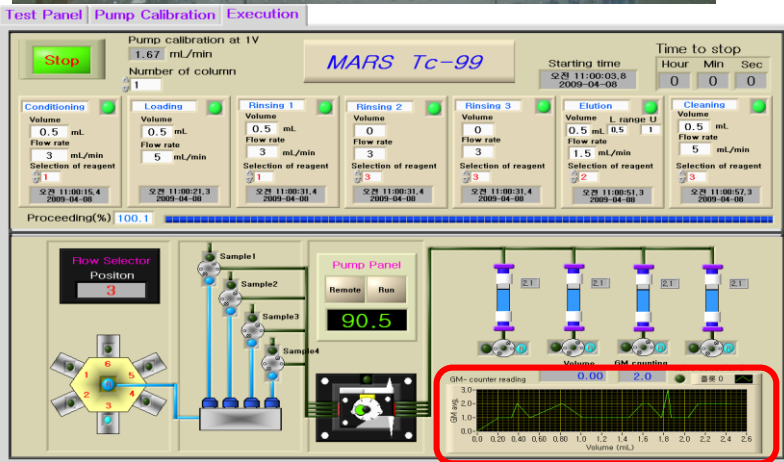 Test Panel Pump Calibration Execution
Stop
Pump calibration at 1V
1.67 mL/min
Number of column
1
MARS Tc-99
Starting time
오전 11:00:03,8
2009-04-08
Time to stop
Hour Min Sec
0 0 0
Conditioning
Volume
0.5 mL
Flow rate
3 mL/min
Selection of reagent
1
오전 11:00:15,4
2009-04-08
Loading
Volume
0.5 mL
Flow rate
5 mL/min
오전 11:00:21,3
2009-04-08
Rinsing 1
Volume
0.5 mL
Flow rate
3 mL/min
Selection of reagent
1
오전 11:00:31,4
2009-04-08
Rinsing 2
Volume
0
Flow rate
3
Selection of reagent
3
오전 11:00:31,4
2009-04-08
Rinsing 3
Volume
0
Flow rate
3
Selection of reagent
3
오전 11:00:31,4
2009-04-08
Elution
Volume L range U
0.5 mL 0,5 1
Flow rate
1.5 mL/min
Selection of reagent
2
오전 11:00:51,3
2009-04-08
Cleaning
Volume
0.5 mL
Flow rate
5 mL/min
Selection of reagent
3
오전 11:00:57,3
2009-04-08
Proceeding(%) 100.1
Flow Selector
Positon
3
6
1 5
2 4
3
Sample1
Sample2
Sample3
Sample4
Pump Panel
Remote Run
90.5
2,1 2,1 2,1 2,1
Volume GM counting
GM- counter reading 0.00 2.0 플롯 0
GM avg.
3.0
2.0
1.0
0.0
0,0 0,20 0,40 0,60 0,80 1,0 1,2 1,4 1,6 1,8 2,0 2,2 2,4 2,6
Volume (mL)